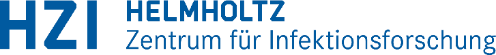 HZI
HELMHOLTZ
Zentrum für Infektionsforschung